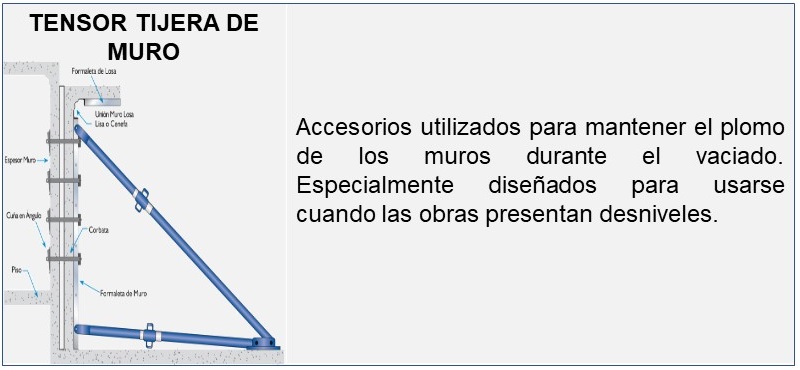 TENSOR TIJERA DE
MURO
Formaleta de Losa
Unión Muro Losa
Lisa o Cenefa
Espesor Muro
Cuña en Angulo
Corbata
Piso
Formaleta de Muro
Accesorios utilizados para mantener el plomo
de los muros durante el vaciado.
Especialmente diseñados para usarse
cuando las obras presentan desniveles.